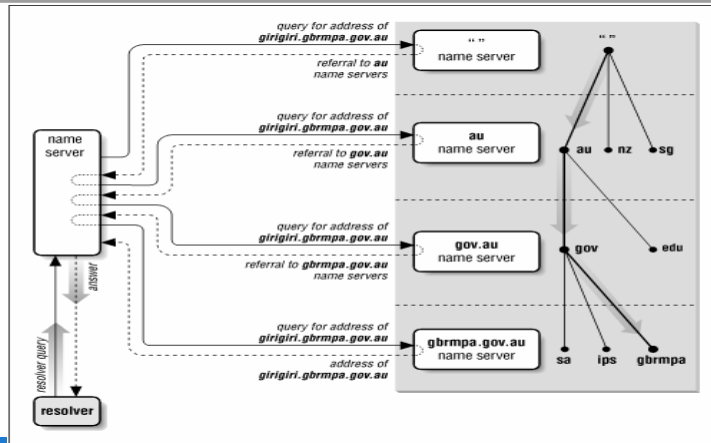 query for address of
girigiri.gbrmpa.gov.au
referral to au
name servers
“ ”
name server
“ ”
name
server
query for address of
girigiri.gbrmpa.gov.au
referral to gov.au
name servers
au
name server
au
nz
sg
query for address of
girigiri.gbrmpa.gov.au
referral to gbrmpa.gov.au
name servers
gov.au
name server
gov
edu
query for address of
girigiri.gbrmpa.gov.au
address of
girigiri.gbrmpa.gov.au
gbrmpa.gov.au
name server
sa
ips
gbrmpa
resolver query
answer
resolver